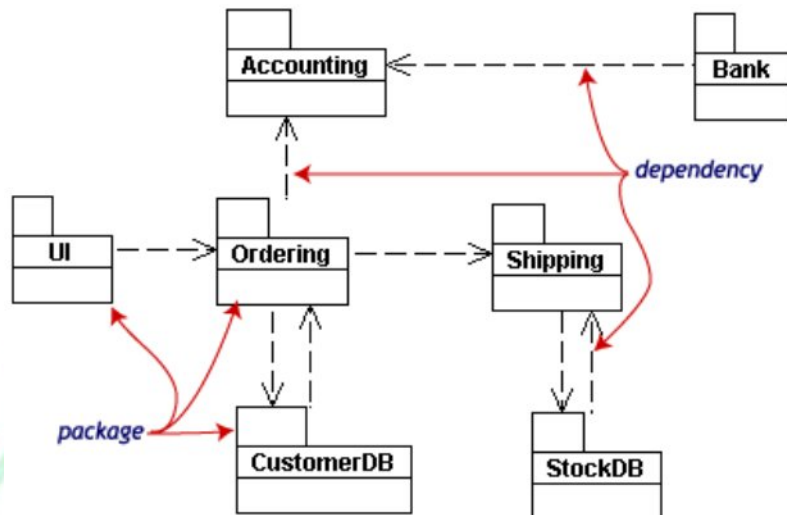 Accounting
Bank
dependency
UI
Ordering
Shipping
package
CustomerDB
StockDB